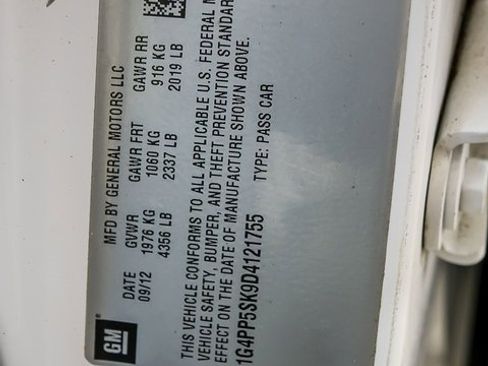 GM
MFD BY GENERAL MOTORS LLC
DATE GVWR GAWR FRT GAWR RR
09/12 1976 KG 1060 KG 916 KG
4356 LB 2337 LB 2019 LB
THIS VEHICLE CONFORMS TO ALL APPLICABLE U.S. FEDERAL
VEHICLE SAFETY, BUMPER, AND THEFT PREVENTION STANDAR
EFFECT ON THE DATE OF MANUFACTURE SHOWN ABOVE.
TYPE: PASS CAR
1G4PP5SK9D4121755